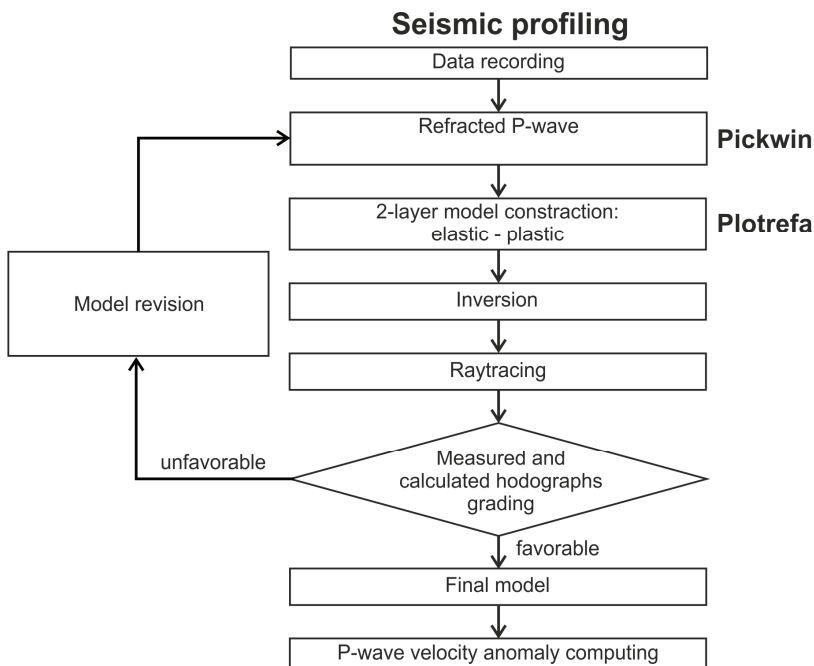 Seismic profiling
Data recording
Refracted P-wave
Pickwin
2-layer model constraction:
elastic - plastic
Plotrefa
Model revision
Inversion
Raytracing
unfavorable
Measured and
calculated hodographs
grading
favorable
Final model
P-wave velocity anomaly computing